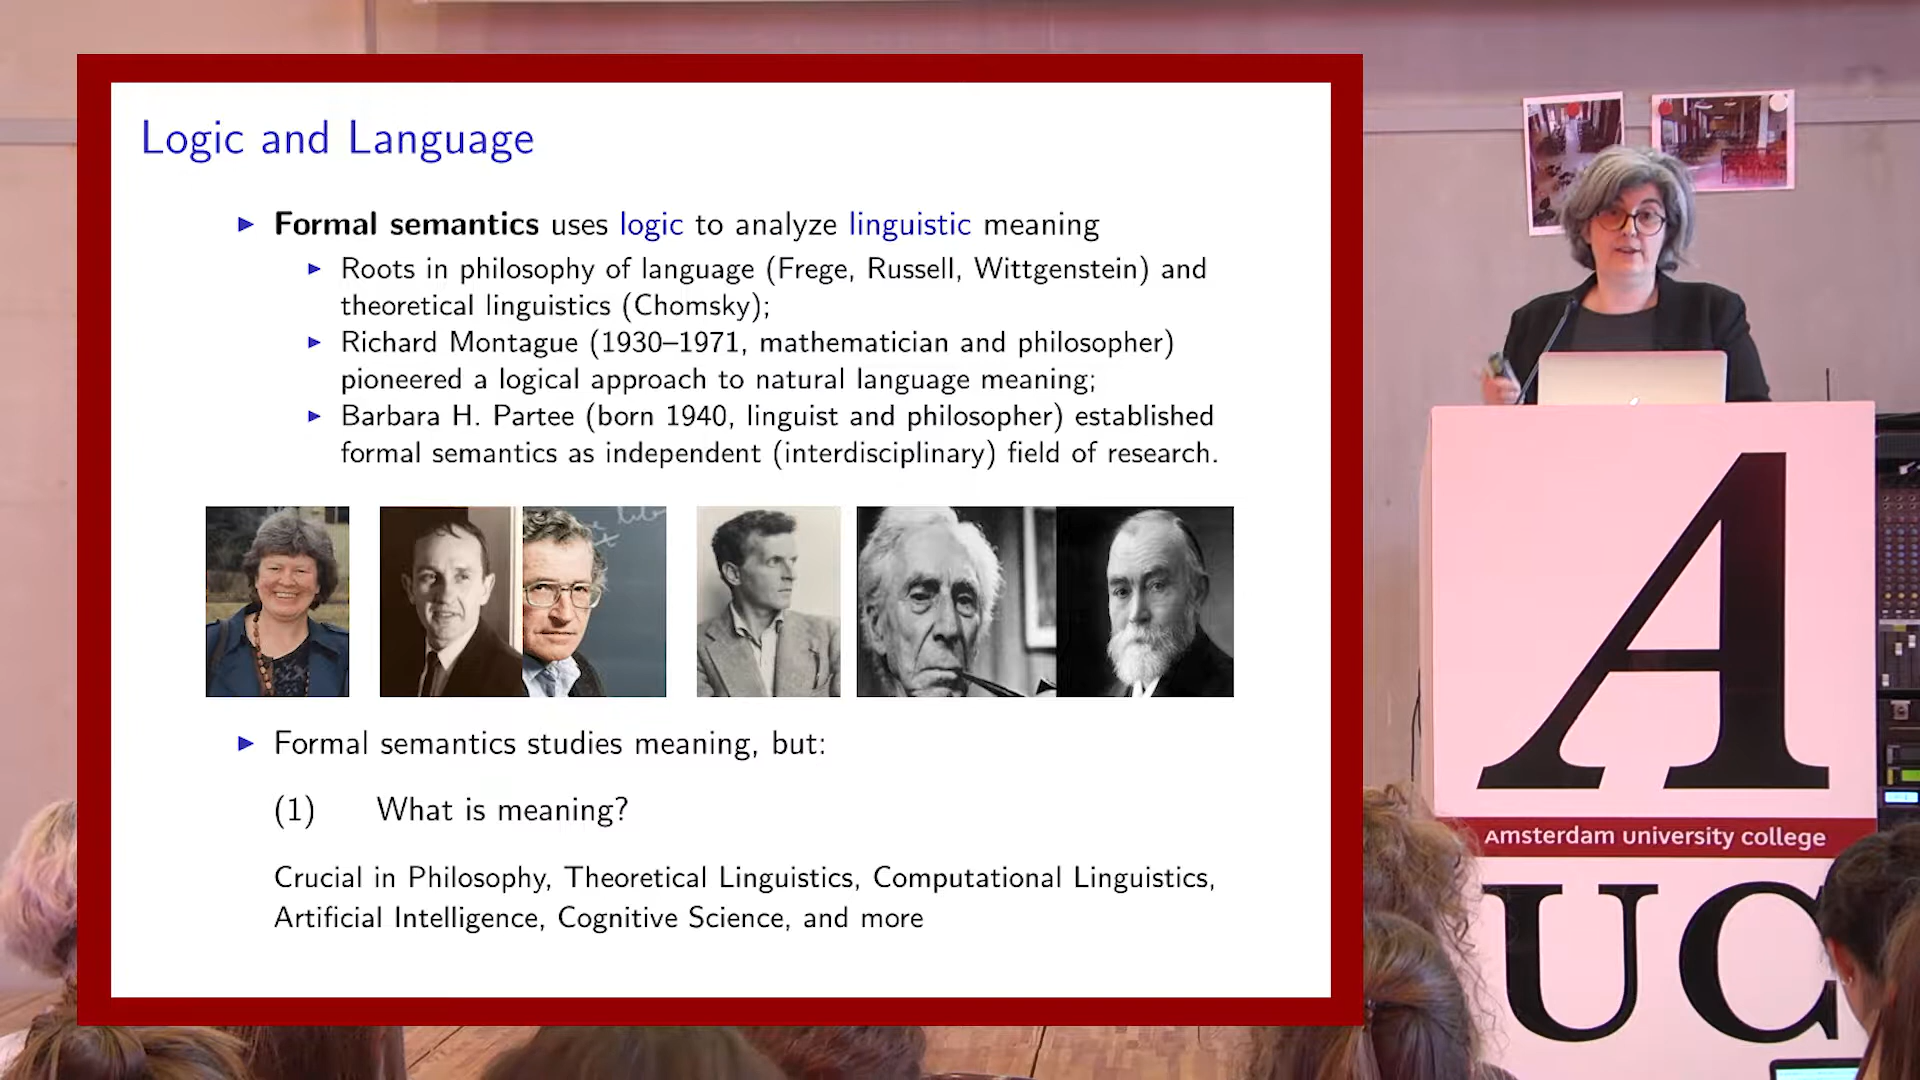 Logic and Language
▶ Formal semantics uses logic to analyze linguistic meaning
▶ Roots in philosophy of language (Frege, Russell, Wittgenstein) and
theoretical linguistics (Chomsky);
▶ Richard Montague (1930–1971, mathematician and philosopher)
pioneered a logical approach to natural language meaning;
▶ Barbara H. Partee (born 1940, linguist and philosopher) established
formal semantics as independent (interdisciplinary) field of research.
▶ Formal semantics studies meaning, but:
(1) What is meaning?
Crucial in Philosophy, Theoretical Linguistics, Computational Linguistics,
Artificial Intelligence, Cognitive Science, and more
A
Amsterdam university college
UC